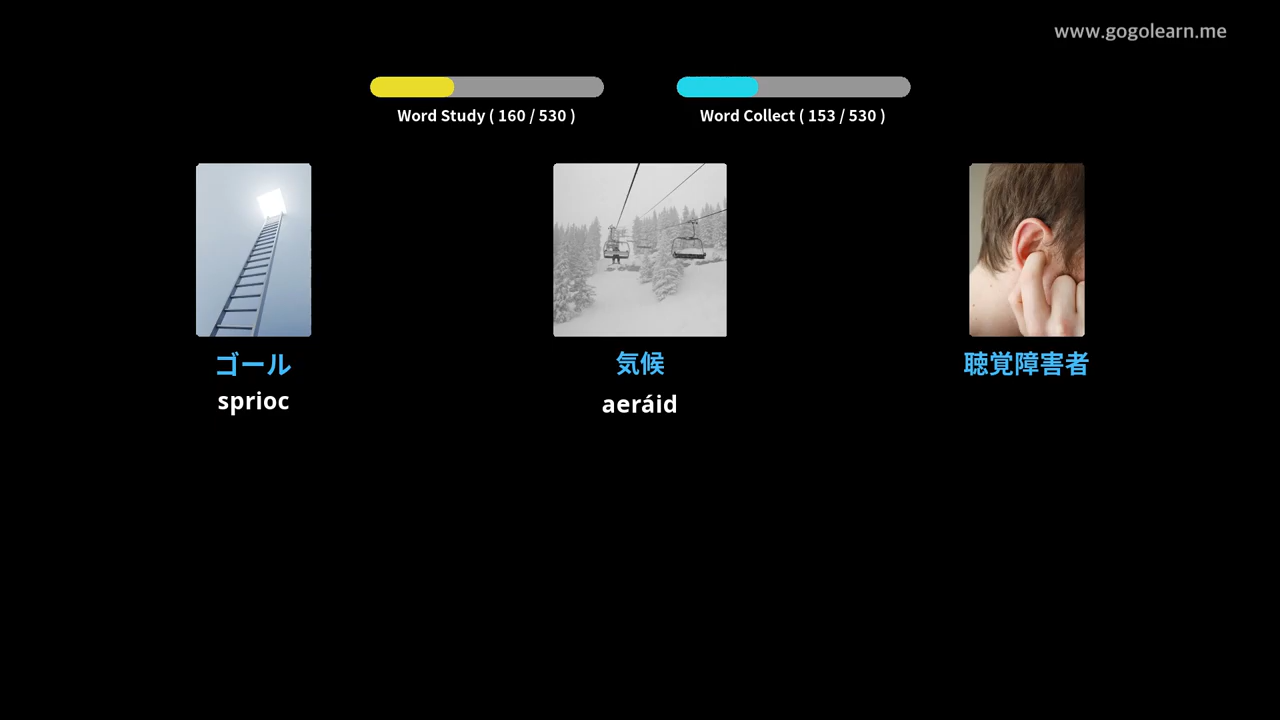 www.gogolearn.me
Word Study ( 160 / 530 )
Word Collect ( 153 / 530 )
ゴール
sprioc
気候
aeráid
聴覚障害者